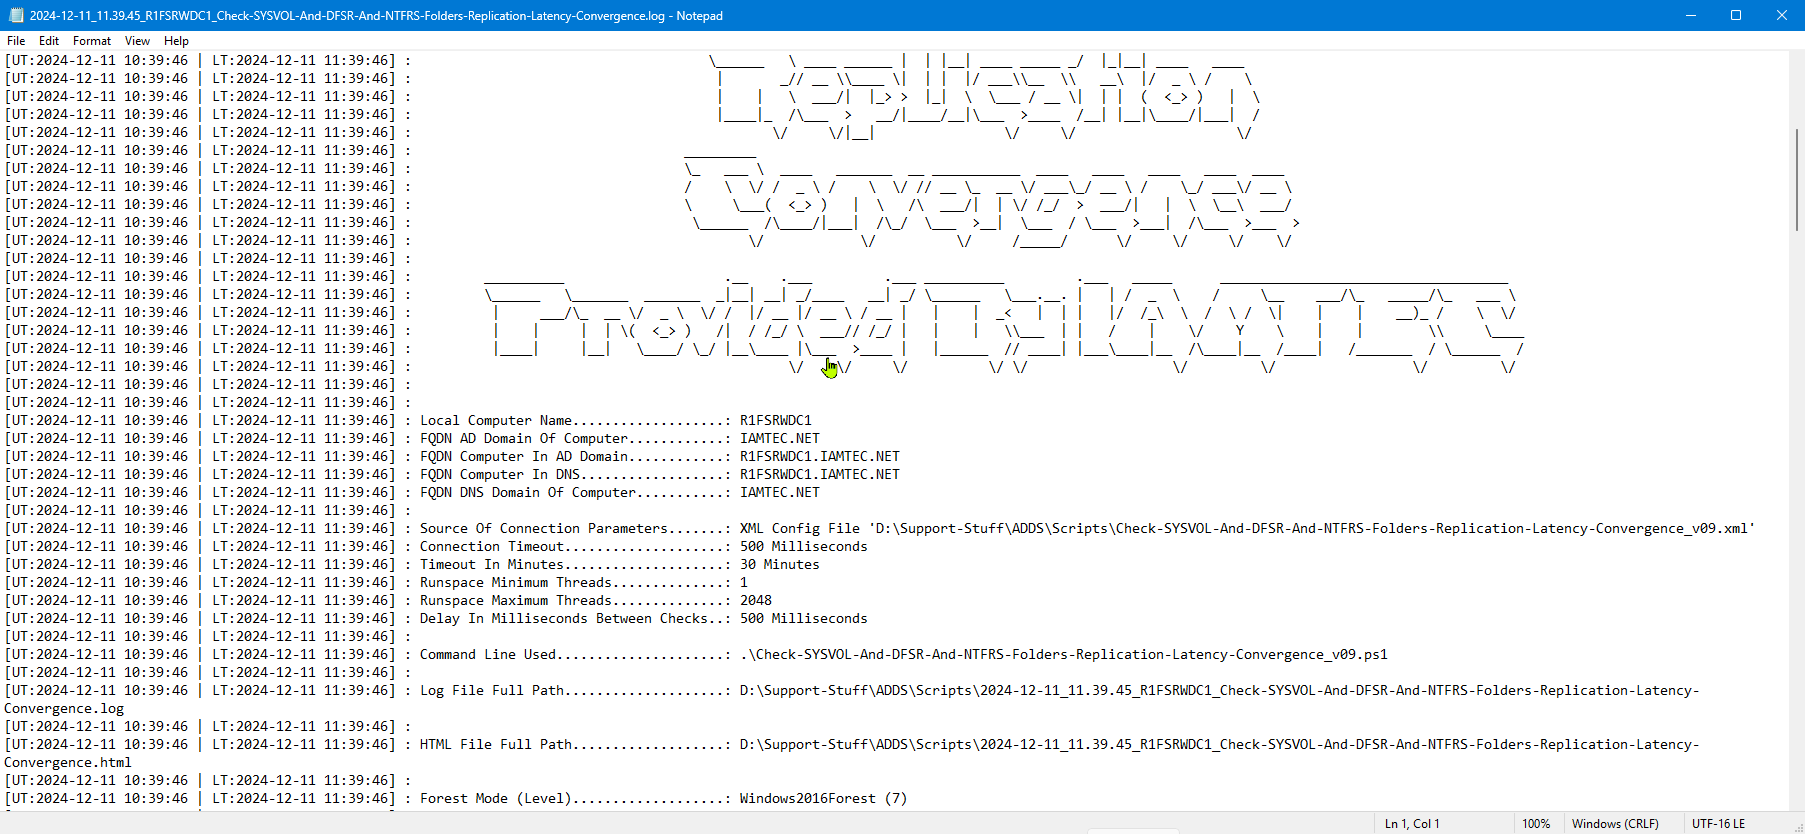 2024-12-11_11.39.45_R1FSRWDC1_Check-SYSVOL-And-DFSR-And-NTFRS-Folders-Replication-Latency-Convergence.log - Notepad
File Edit Format View Help
[UT:2024-12-11 10:39:46 | LT:2024-12-11 11:39:46] :
[UT:2024-12-11 10:39:46 | LT:2024-12-11 11:39:46] :
[UT:2024-12-11 10:39:46 | LT:2024-12-11 11:39:46] : Replication
[UT:2024-12-11 10:39:46 | LT:2024-12-11 11:39:46] :
[UT:2024-12-11 10:39:46 | LT:2024-12-11 11:39:46] :
[UT:2024-12-11 10:39:46 | LT:2024-12-11 11:39:46] :
[UT:2024-12-11 10:39:46 | LT:2024-12-11 11:39:46] :
[UT:2024-12-11 10:39:46 | LT:2024-12-11 11:39:46] :
[UT:2024-12-11 10:39:46 | LT:2024-12-11 11:39:46] : Convergence
[UT:2024-12-11 10:39:46 | LT:2024-12-11 11:39:46] :
[UT:2024-12-11 10:39:46 | LT:2024-12-11 11:39:46] :
[UT:2024-12-11 10:39:46 | LT:2024-12-11 11:39:46] :
[UT:2024-12-11 10:39:46 | LT:2024-12-11 11:39:46] :
[UT:2024-12-11 10:39:46 | LT:2024-12-11 11:39:46] :
[UT:2024-12-11 10:39:46 | LT:2024-12-11 11:39:46] : Provided By IAMTEC
[UT:2024-12-11 10:39:46 | LT:2024-12-11 11:39:46] :
[UT:2024-12-11 10:39:46 | LT:2024-12-11 11:39:46] :
[UT:2024-12-11 10:39:46 | LT:2024-12-11 11:39:46] :
[UT:2024-12-11 10:39:46 | LT:2024-12-11 11:39:46] :
[UT:2024-12-11 10:39:46 | LT:2024-12-11 11:39:46] :
[UT:2024-12-11 10:39:46 | LT:2024-12-11 11:39:46] : Local Computer Name...................: R1FSRWDC1
[UT:2024-12-11 10:39:46 | LT:2024-12-11 11:39:46] : FQDN AD Domain Of Computer............: IAMTEC.NET
[UT:2024-12-11 10:39:46 | LT:2024-12-11 11:39:46] : FQDN Computer In AD Domain............: R1FSRWDC1.IAMTEC.NET
[UT:2024-12-11 10:39:46 | LT:2024-12-11 11:39:46] : FQDN Computer In DNS..................: R1FSRWDC1.IAMTEC.NET
[UT:2024-12-11 10:39:46 | LT:2024-12-11 11:39:46] : FQDN DNS Domain Of Computer...........: IAMTEC.NET
[UT:2024-12-11 10:39:46 | LT:2024-12-11 11:39:46] :
[UT:2024-12-11 10:39:46 | LT:2024-12-11 11:39:46] : Source Of Connection Parameters.......: XML Config File 'D:\Support-Stuff\ADDS\Scripts\Check-SYSVOL-And-DFSR-And-NTFRS-Folders-Replication-Latency-Convergence_v09.xml'
[UT:2024-12-11 10:39:46 | LT:2024-12-11 11:39:46] : Connection Timeout....................: 500 Milliseconds
[UT:2024-12-11 10:39:46 | LT:2024-12-11 11:39:46] : Timeout In Minutes....................: 30 Minutes
[UT:2024-12-11 10:39:46 | LT:2024-12-11 11:39:46] : Runspace Minimum Threads..............: 1
[UT:2024-12-11 10:39:46 | LT:2024-12-11 11:39:46] : Runspace Maximum Threads..............: 2048
[UT:2024-12-11 10:39:46 | LT:2024-12-11 11:39:46] : Delay In Milliseconds Between Checks..: 500 Milliseconds
[UT:2024-12-11 10:39:46 | LT:2024-12-11 11:39:46] :
[UT:2024-12-11 10:39:46 | LT:2024-12-11 11:39:46] : Command Line Used.....................: .\Check-SYSVOL-And-DFSR-And-NTFRS-Folders-Replication-Latency-Convergence_v09.ps1
[UT:2024-12-11 10:39:46 | LT:2024-12-11 11:39:46] :
[UT:2024-12-11 10:39:46 | LT:2024-12-11 11:39:46] : Log File Full Path....................: D:\Support-Stuff\ADDS\Scripts\2024-12-11_11.39.45_R1FSRWDC1_Check-SYSVOL-And-DFSR-And-NTFRS-Folders-Replication-Latency-
Convergence.log
[UT:2024-12-11 10:39:46 | LT:2024-12-11 11:39:46] :
[UT:2024-12-11 10:39:46 | LT:2024-12-11 11:39:46] : HTML File Full Path...................: D:\Support-Stuff\ADDS\Scripts\2024-12-11_11.39.45_R1FSRWDC1_Check-SYSVOL-And-DFSR-And-NTFRS-Folders-Replication-Latency-
Convergence.html
[UT:2024-12-11 10:39:46 | LT:2024-12-11 11:39:46] :
[UT:2024-12-11 10:39:46 | LT:2024-12-11 11:39:46] : Forest Mode (Level)...................: Windows2016Forest (7)
Ln 1, Col 1 100% Windows (CRLF) UTF-16 LE